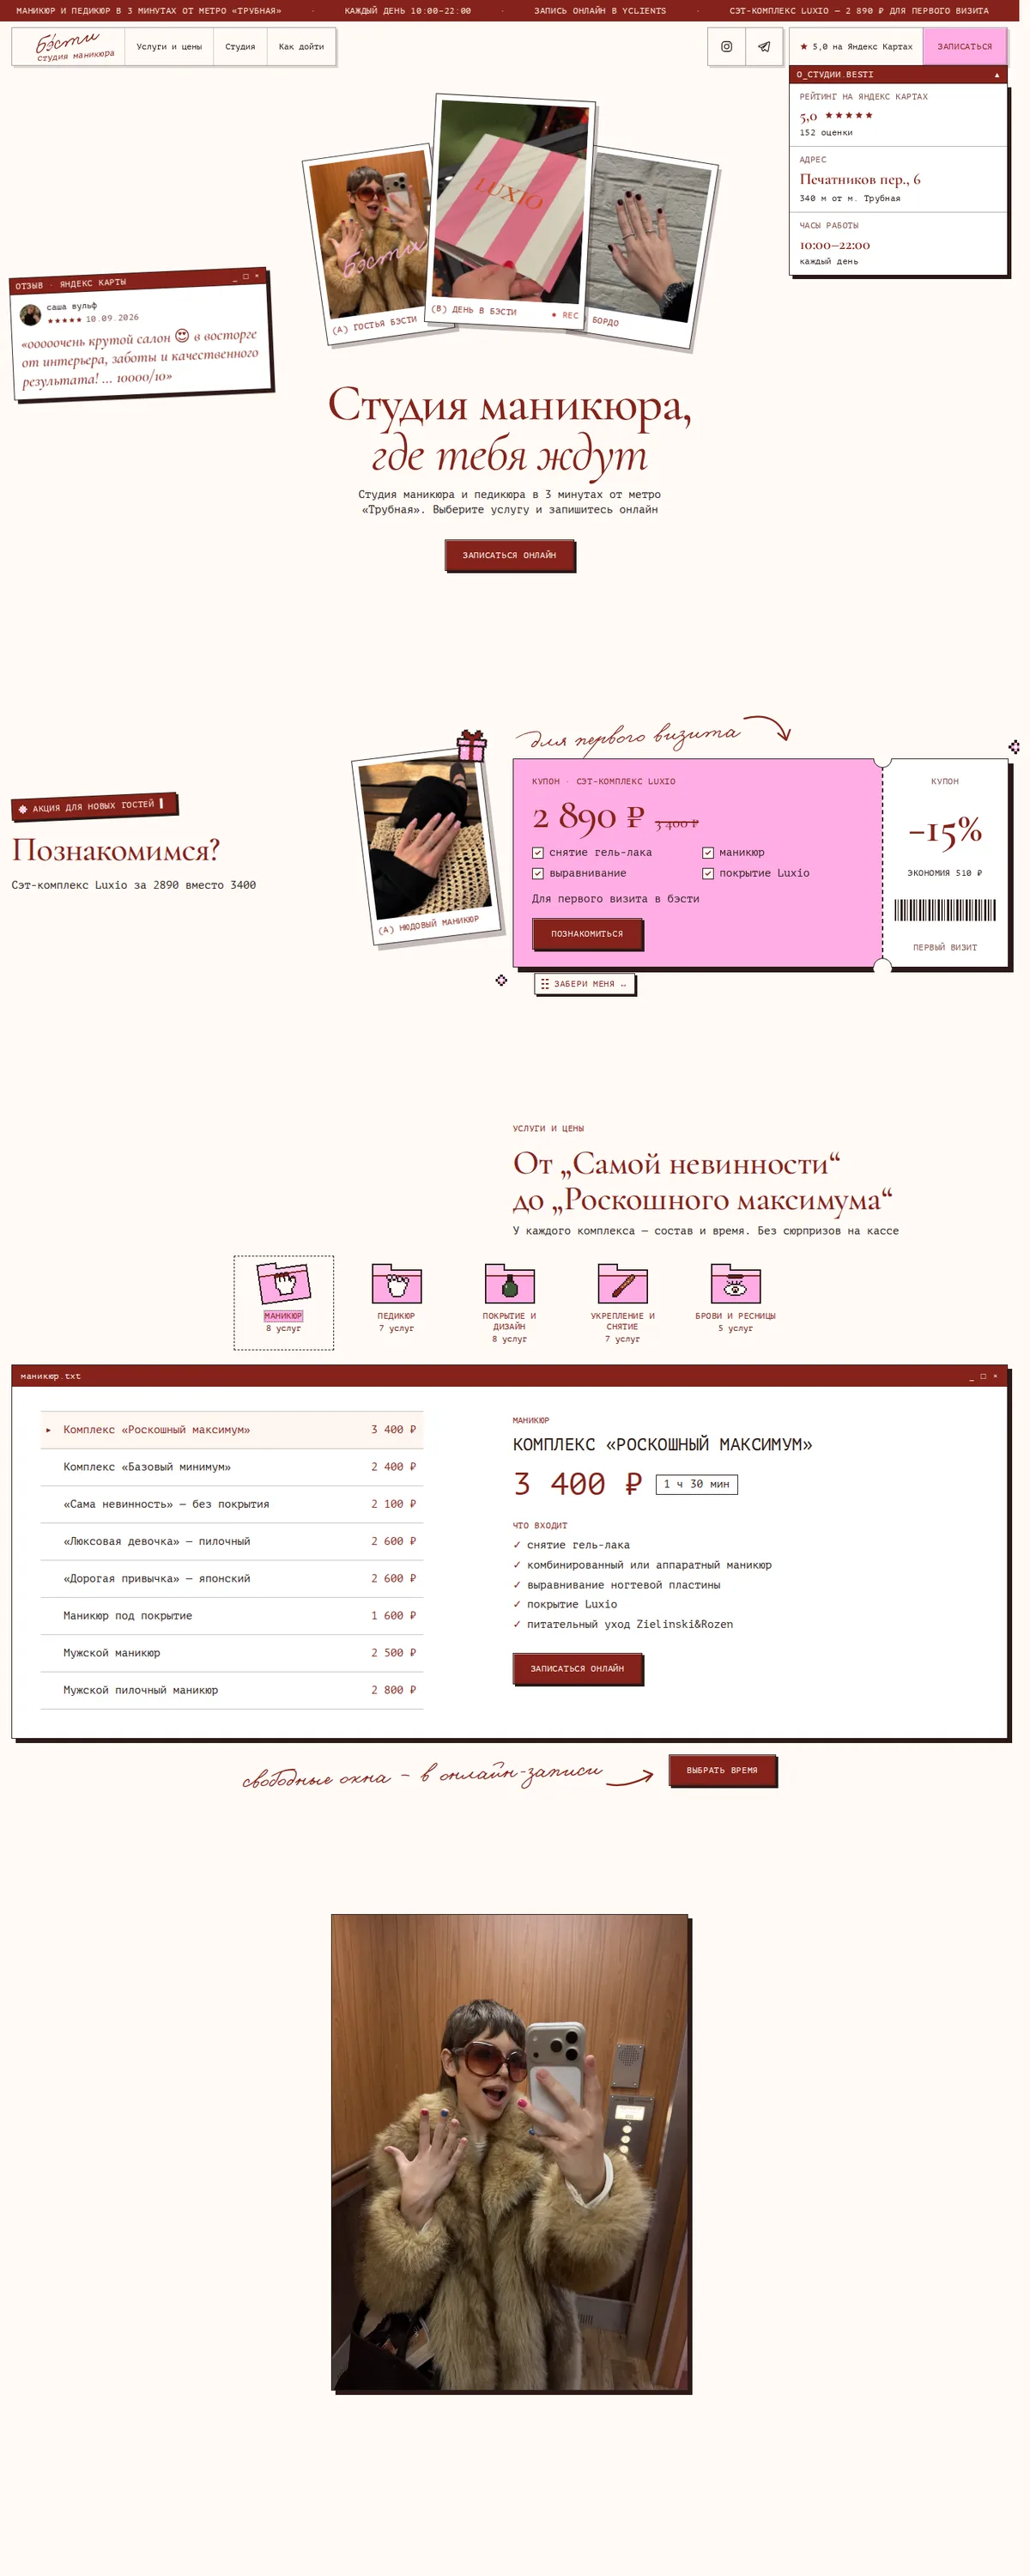 МАНИКЮР И ПЕДИКЮР В 3 МИНУТАХ ОТ МЕТРО «ТРУБНАЯ» · КАЖДЫЙ ДЕНЬ 10:00–22:00 · ЗАПИСЬ ОНЛАЙН В YCLIENTS · СЭТ-КОМПЛЕКС LUXIO — 2 890 ₽ ДЛЯ ПЕРВОГО ВИЗИТА
бэсти
студия маникюра
Услуги и цены
Студия
Как дойти
★ 5,0 на Яндекс Картах
ЗАПИСАТЬСЯ
О_СТУДИИ.BESTI ▲
РЕЙТИНГ НА ЯНДЕКС КАРТАХ
5,0 ★★★★★
152 оценки
АДРЕС
Печатников пер., 6
340 м от м. Трубная
ЧАСЫ РАБОТЫ
10:00–22:00
каждый день
бэсти
(А) ГОСТЬЯ БЭСТИ
LUXIO
(В) ДЕНЬ В БЭСТИ
● REC
БОРДО
ОТЗЫВ · ЯНДЕКС КАРТЫ _ □ ×
саша вульф
★★★★★ 10.09.2026
«ооооочень крутой салон 😍 в восторге
от интерьера, заботы и качественного
результата! ... 10000/10»
Студия маникюра,
где тебя ждут
Студия маникюра и педикюра в 3 минутах от метро
«Трубная». Выберите услугу и запишитесь онлайн
ЗАПИСАТЬСЯ ОНЛАЙН
АКЦИЯ ДЛЯ НОВЫХ ГОСТЕЙ
Познакомимся?
Сэт-комплекс Luxio за 2890 вместо 3400
(А) НЮДОВЫЙ МАНИКЮР
для первого визита
КУПОН · СЭТ-КОМПЛЕКС LUXIO
2 890 ₽ 3 400 ₽
снятие гель-лака
маникюр
выравнивание
покрытие Luxio
Для первого визита в бэсти
ПОЗНАКОМИТЬСЯ
КУПОН
−15%
ЭКОНОМИЯ 510 ₽
ПЕРВЫЙ ВИЗИТ
ЗАБЕРИ МЕНЯ ↔
УСЛУГИ И ЦЕНЫ
От „Самой невинности“
до „Роскошного максимума“
У каждого комплекса — состав и время. Без сюрпризов на кассе
МАНИКЮР
8 услуг
ПЕДИКЮР
7 услуг
ПОКРЫТИЕ И
ДИЗАЙН
8 услуг
УКРЕПЛЕНИЕ И
СНЯТИЕ
7 услуг
БРОВИ И РЕСНИЦЫ
5 услуг
маникюр.txt _ □ ×
▸ Комплекс «Роскошный максимум» 3 400 ₽
Комплекс «Базовый минимум» 2 400 ₽
«Сама невинность» — без покрытия 2 100 ₽
«Люксовая девочка» — пилочный 2 600 ₽
«Дорогая привычка» — японский 2 600 ₽
Маникюр под покрытие 1 600 ₽
Мужской маникюр 2 500 ₽
Мужской пилочный маникюр 2 800 ₽
МАНИКЮР
КОМПЛЕКС «РОСКОШНЫЙ МАКСИМУМ»
3 400 ₽ 1 ч 30 мин
ЧТО ВХОДИТ
✓ снятие гель-лака
✓ комбинированный или аппаратный маникюр
✓ выравнивание ногтевой пластины
✓ покрытие Luxio
✓ питательный уход Zielinski&Rozen
ЗАПИСАТЬСЯ ОНЛАЙН
свободные окна — в онлайн-записи
ВЫБРАТЬ ВРЕМЯ